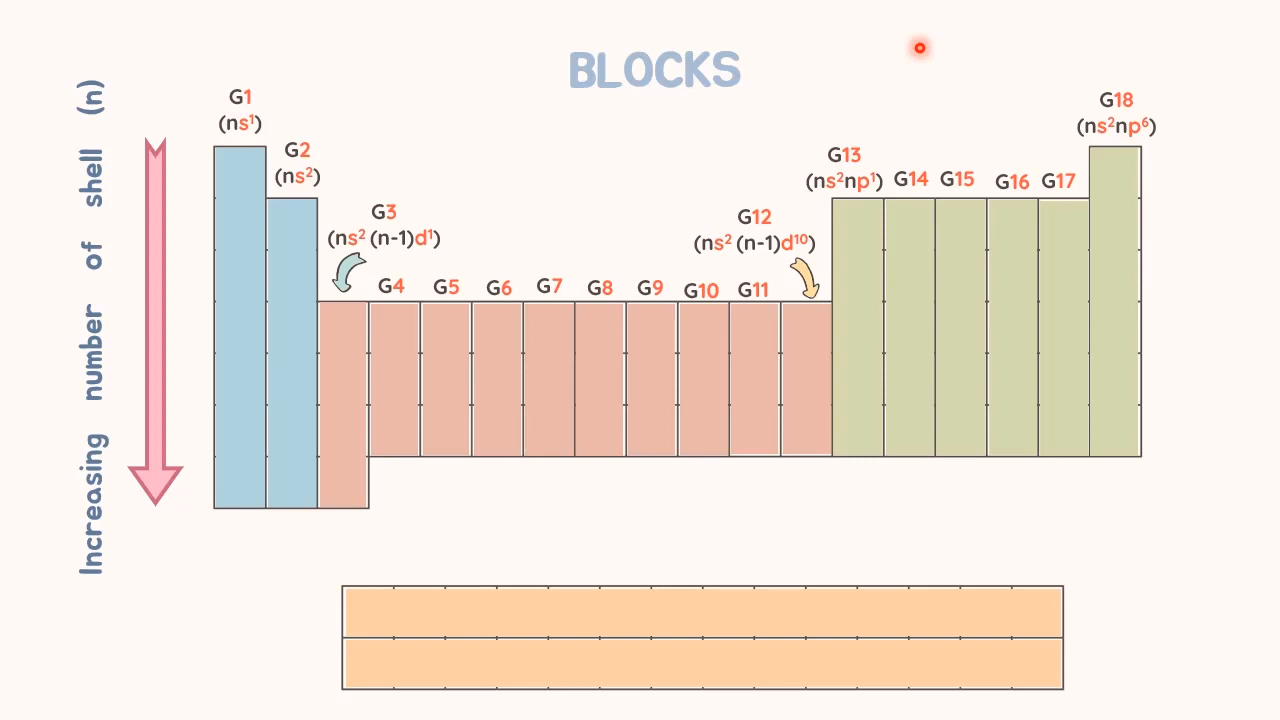 BLOCKS
Increasing number of shell (n)
G1
(ns¹)
G2
(ns²)
G3
(ns² (n-1)d¹)
G4
G5
G6
G7
G8
G9
G10
G11
G12
(ns² (n-1)d¹⁰)
G13
(ns²np¹)
G14
G15
G16
G17
G18
(ns²np⁶)